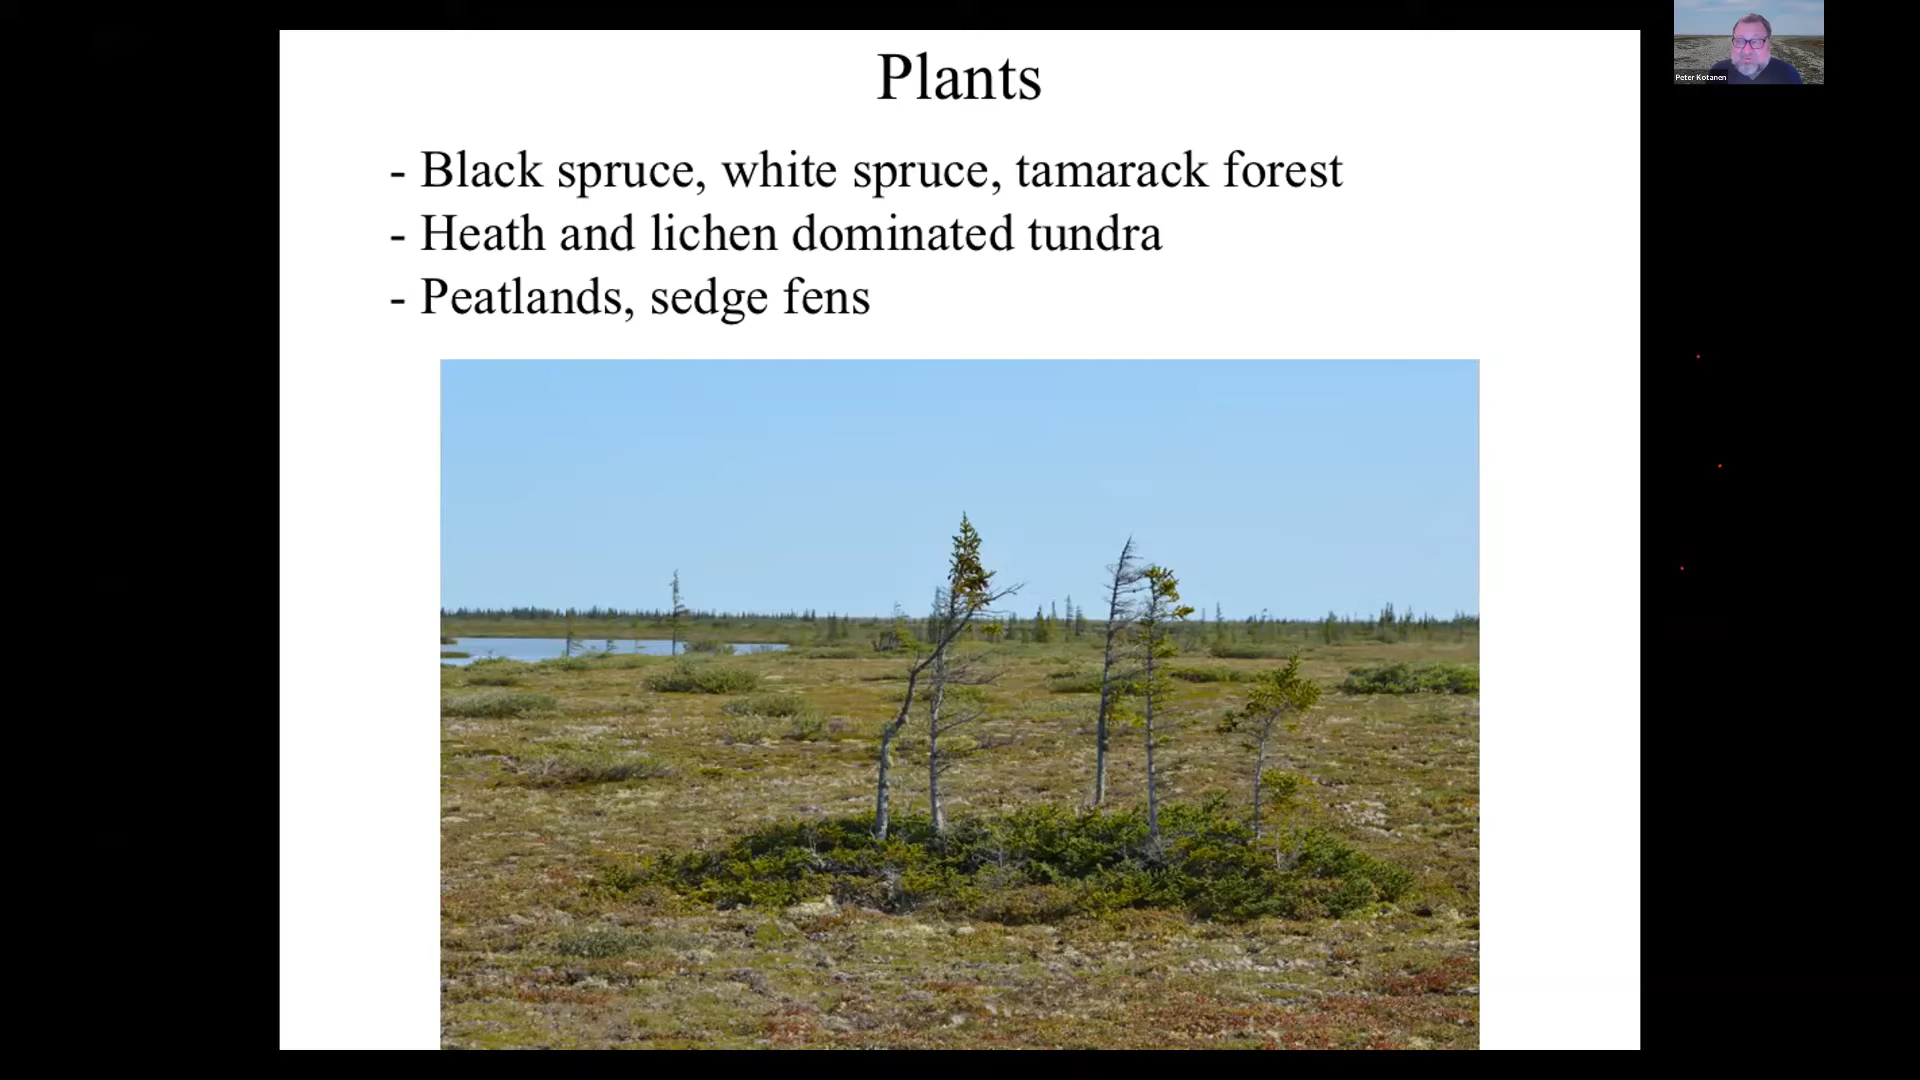 Plants
- Black spruce, white spruce, tamarack forest
- Heath and lichen dominated tundra
- Peatlands, sedge fens
Peter Kotanen